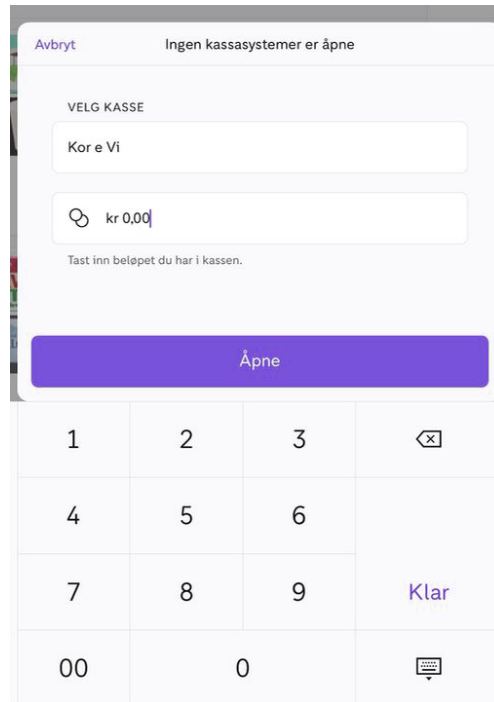 Avbryt
Ingen kassasystemer er åpne
VELG KASSE
Kor e Vi
kr 0,00
Tast inn beløpet du har i kassen.
Åpne
1 2 3
4 5 6
7 8 9 Klar
00 0